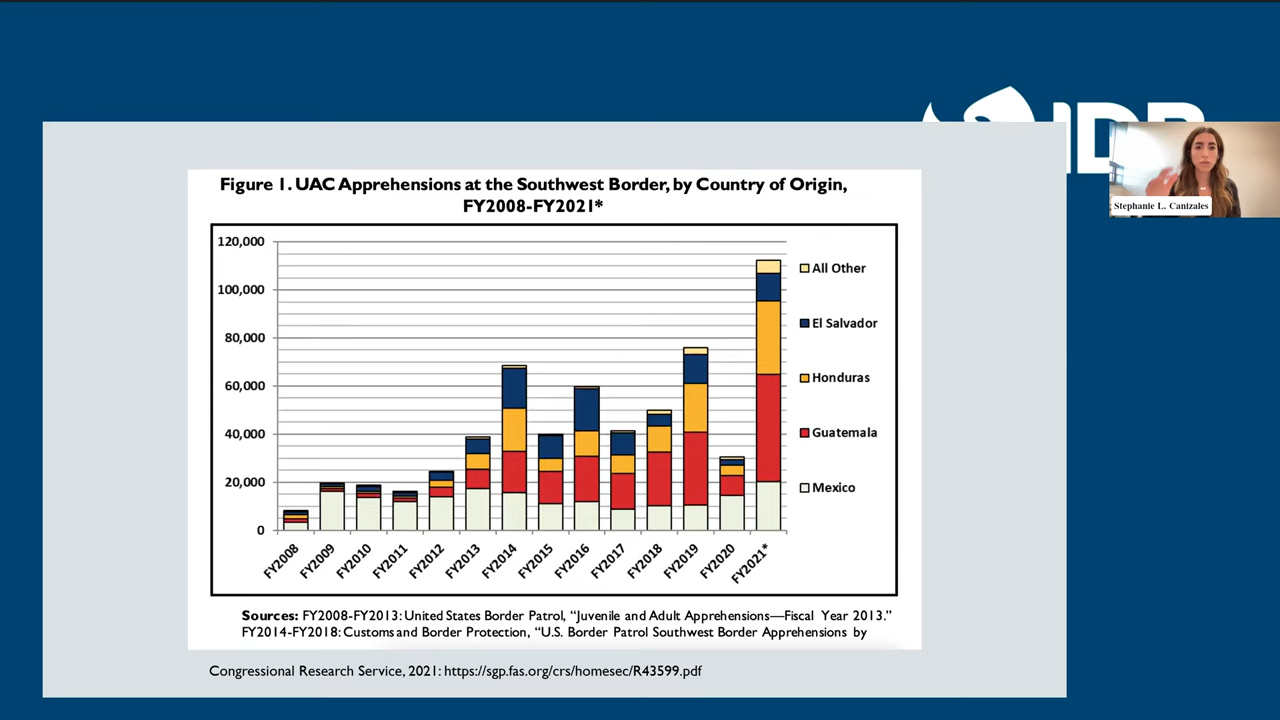 IDB
Stephanie L. Canizales
Figure 1. UAC Apprehensions at the Southwest Border, by Country of Origin,
FY2008-FY2021*
120,000
100,000
80,000
60,000
40,000
20,000
0
FY2008
FY2009
FY2010
FY2011
FY2012
FY2013
FY2014
FY2015
FY2016
FY2017
FY2018
FY2019
FY2020
FY2021*
All Other
El Salvador
Honduras
Guatemala
Mexico
Sources: FY2008-FY2013: United States Border Patrol, “Juvenile and Adult Apprehensions—Fiscal Year 2013.”
FY2014-FY2018: Customs and Border Protection, “U.S. Border Patrol Southwest Border Apprehensions by
Congressional Research Service, 2021: https://sgp.fas.org/crs/homesec/R43599.pdf